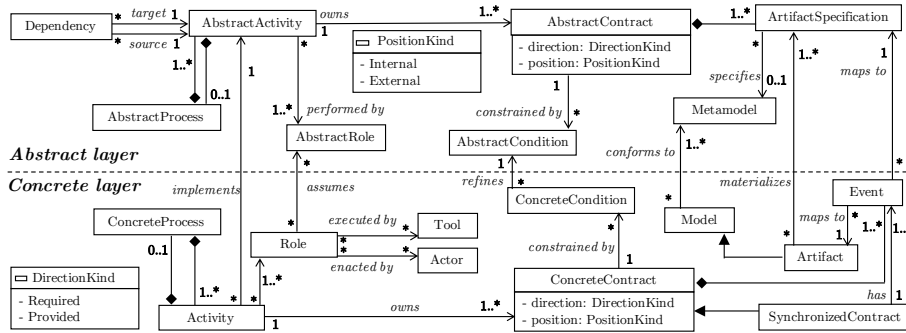 Dependency
*
target
1
*
source
1
AbstractActivity
owns
1
1..*
PositionKind
- Internal
- External
AbstractContract
- direction: DirectionKind
- position: PositionKind
1..*
ArtifactSpecification
1..*
0..1
AbstractProcess
1
*
1..*
performed by
AbstractRole
1
constrained by
*
AbstractCondition
*
specifies
0..1
Metamodel
1..*
1
maps to
Abstract layer
Concrete layer
implements
*
assumes
*
1
refines
*
ConcreteCondition
conforms to
1..*
*
Model
materializes
*
*
Event
maps to
*
1
1..*
1..*
Artifact
ConcreteProcess
0..1
1..*
Role
executed by
*
*
Tool
*
*
enacted by
Actor
*
constrained by
1
DirectionKind
- Required
- Provided
*
*
1..*
Activity
1
owns
1..*
ConcreteContract
- direction: DirectionKind
- position: PositionKind
has
1
SynchronizedContract